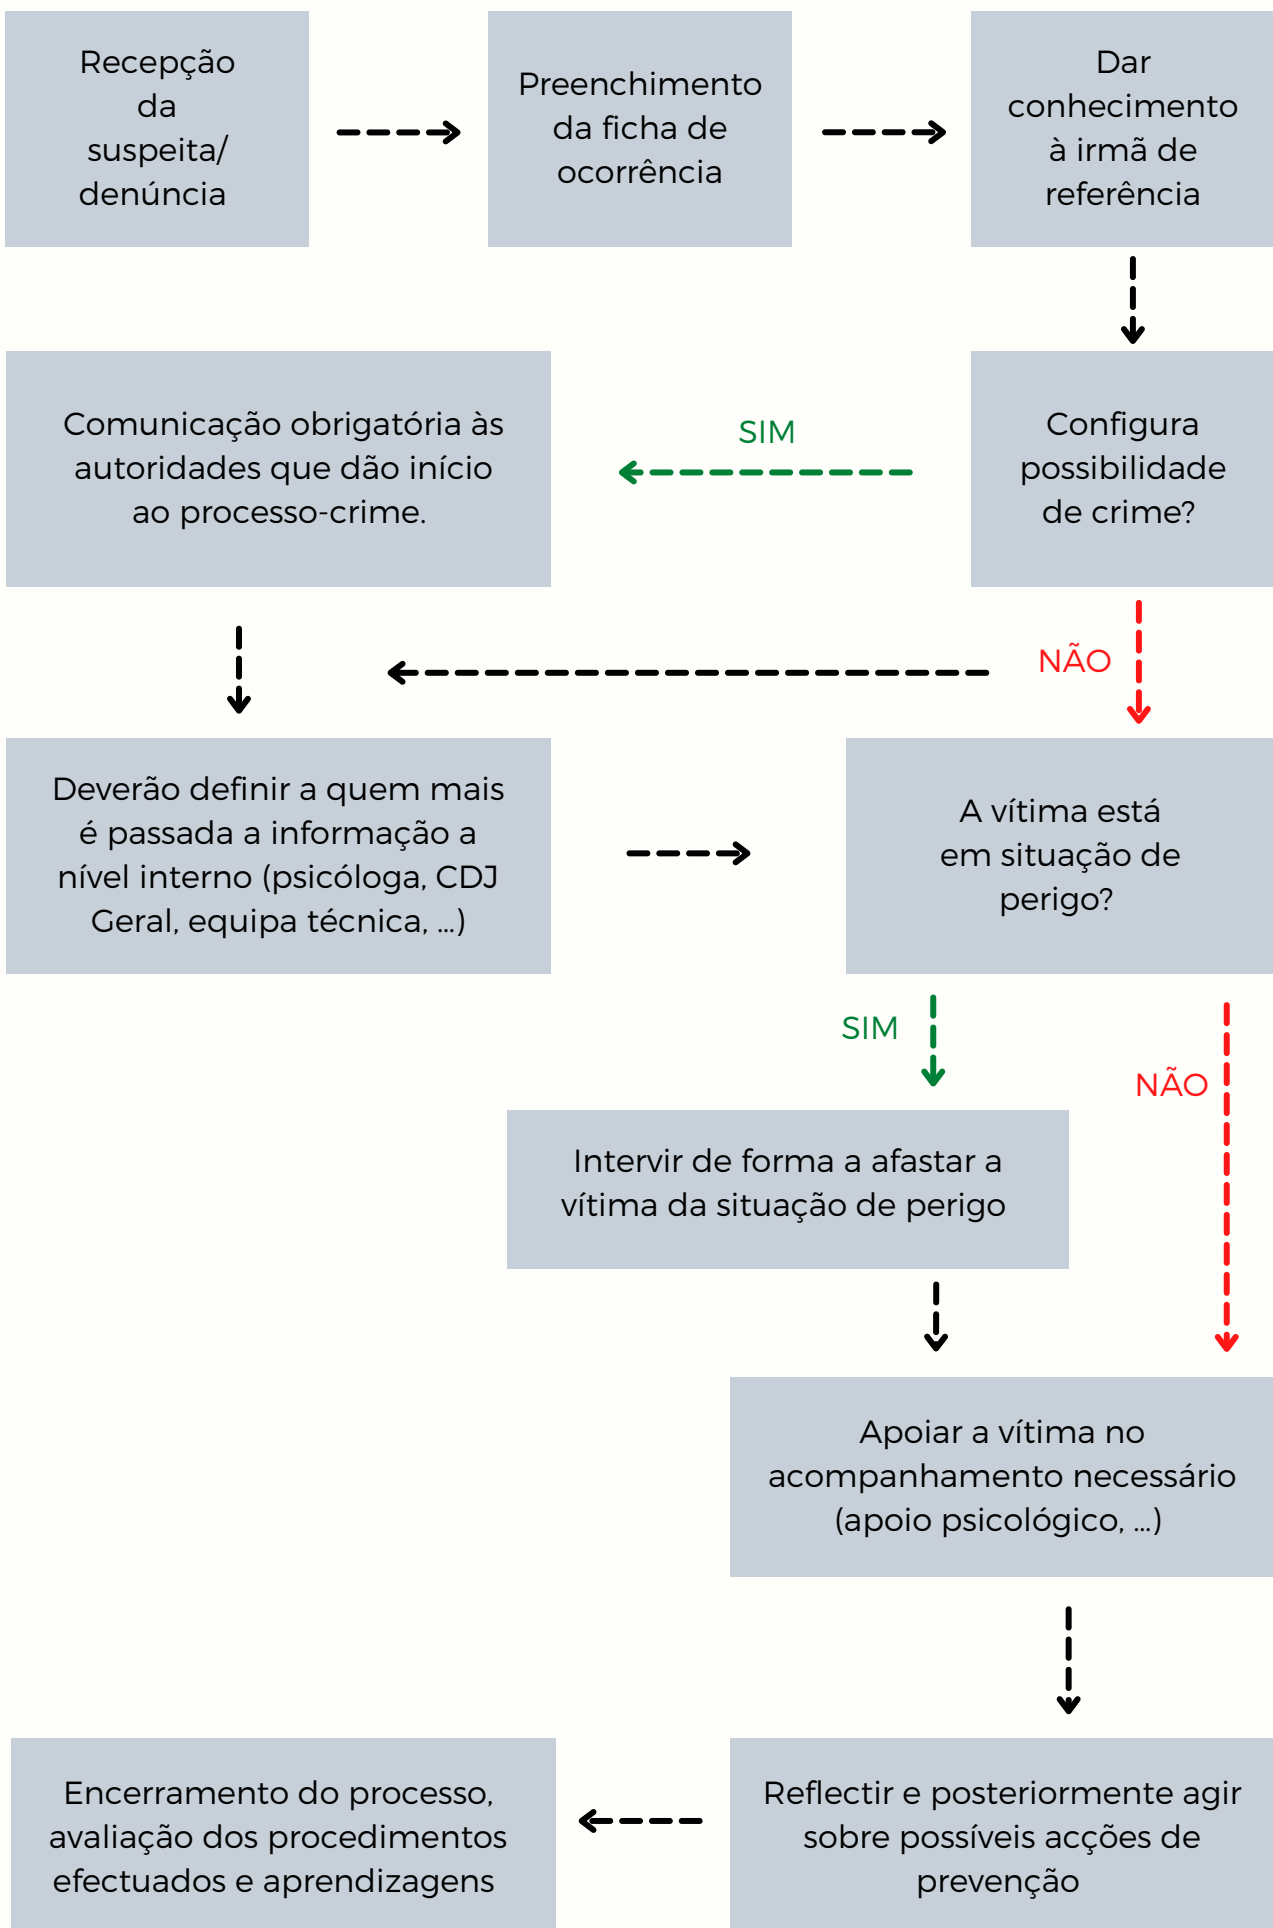 Recepção
da
suspeita/
denúncia
Preenchimento
da ficha de
ocorrência
Dar
conhecimento
à irmã de
referência
Configura
possibilidade
de crime?
SIM
Comunicação obrigatória às
autoridades que dão início
ao processo-crime.
NÃO
Deverão definir a quem mais
é passada a informação a
nível interno (psicóloga, CDJ
Geral, equipa técnica, ...)
A vítima está
em situação de
perigo?
SIM
NÃO
Intervir de forma a afastar a
vítima da situação de perigo
Apoiar a vítima no
acompanhamento necessário
(apoio psicológico, ...)
Reflectir e posteriormente agir
sobre possíveis acções de
prevenção
Encerramento do processo,
avaliação dos procedimentos
efectuados e aprendizagens